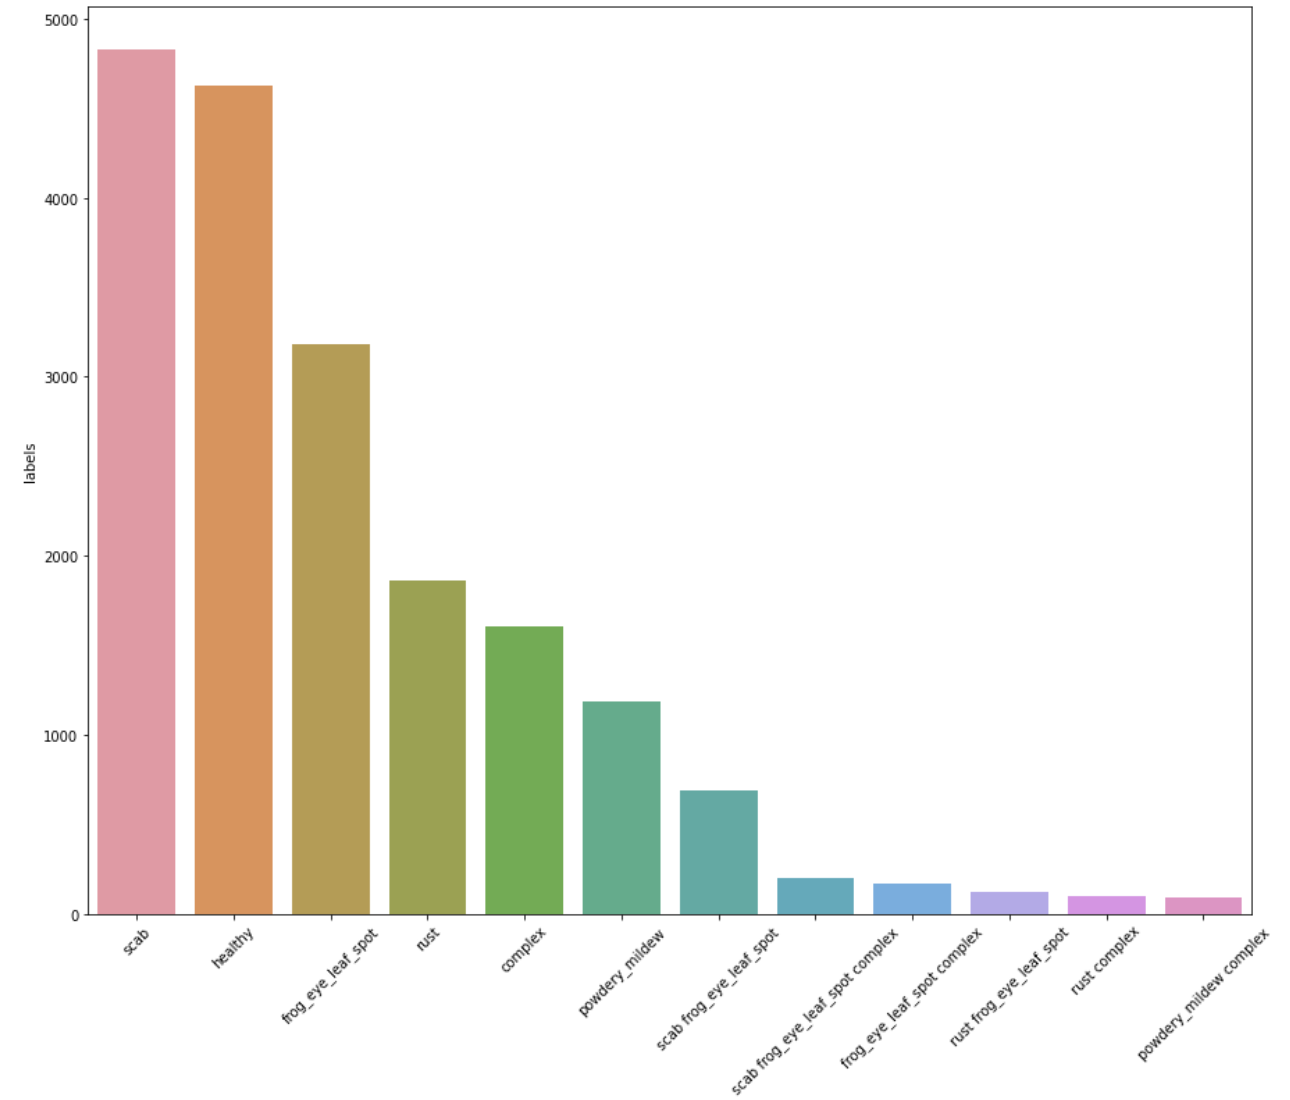 5000
4000
3000
2000
1000
0
labels
scab
healthy
frog_eye_leaf_spot
rust
complex
powdery_mildew
scab frog_eye_leaf_spot
scab frog_eye_leaf_spot complex
frog_eye_leaf_spot complex
rust frog_eye_leaf_spot
rust complex
powdery_mildew complex